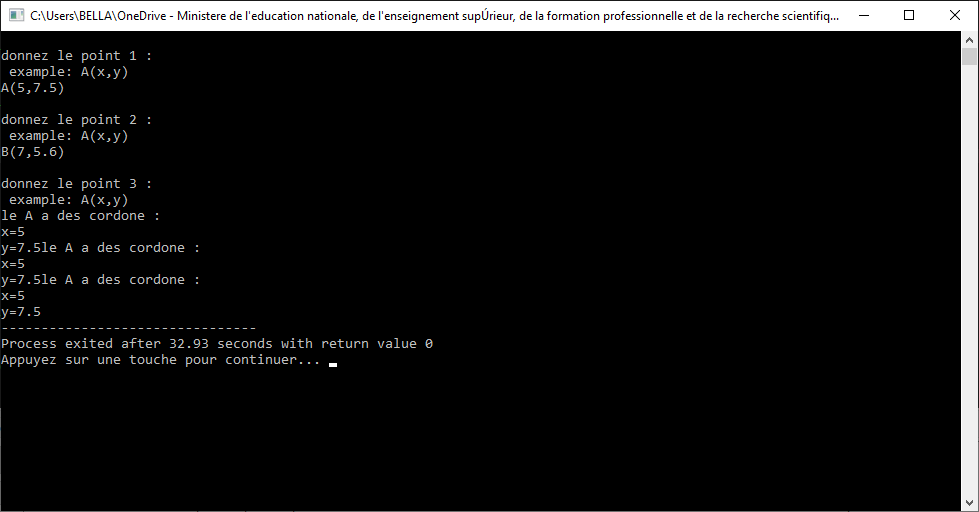 C:\Users\BELLA\OneDrive - Ministere de l'education nationale, de l'enseignement supÚrieur, de la formation professionnelle et de la recherche scientifiq...
donnez le point 1 :
 example: A(x,y)
A(5,7.5)
donnez le point 2 :
 example: A(x,y)
B(7,5.6)
donnez le point 3 :
 example: A(x,y)
le A a des cordone :
x=5
y=7.5le A a des cordone :
x=5
y=7.5le A a des cordone :
x=5
y=7.5
--------------------------------
Process exited after 32.93 seconds with return value 0
Appuyez sur une touche pour continuer...